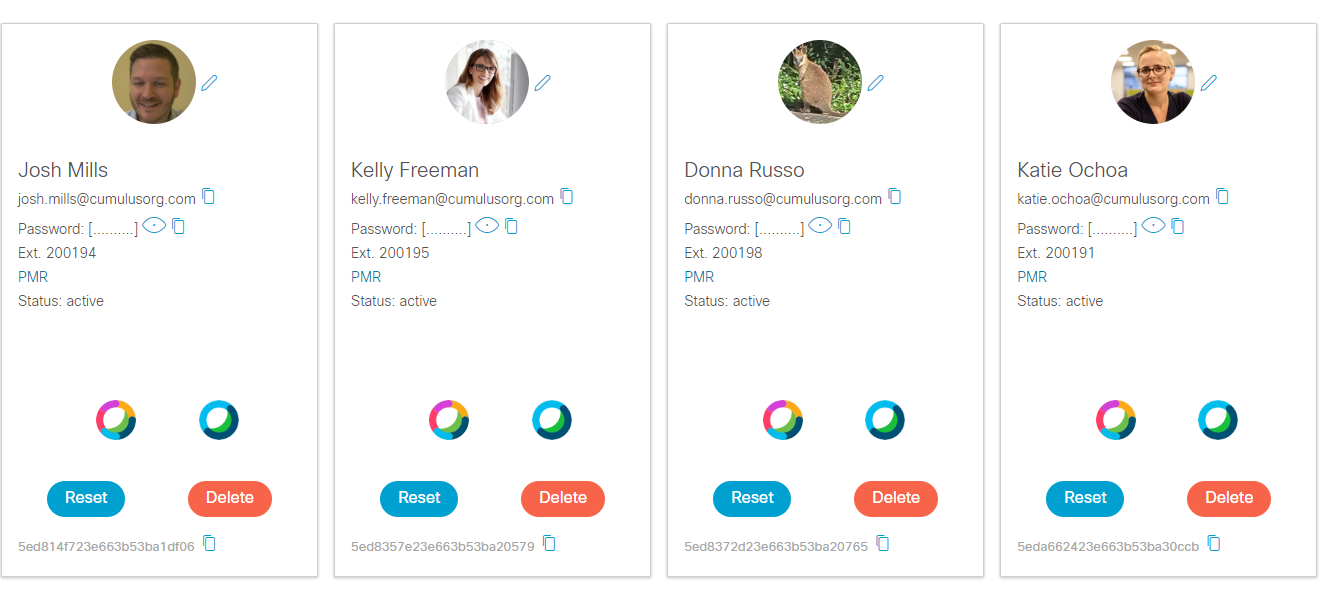 Josh Mills
josh.mills@cumulusorg.com
Password: [..........]
Ext. 200194
PMR
Status: active
Reset
Delete
5ed814f723e663b53ba1df06
Kelly Freeman
kelly.freeman@cumulusorg.com
Password: [..........]
Ext. 200195
PMR
Status: active
Reset
Delete
5ed8357e23e663b53ba20579
Donna Russo
donna.russo@cumulusorg.com
Password: [..........]
Ext. 200198
PMR
Status: active
Reset
Delete
5ed8372d23e663b53ba20765
Katie Ochoa
katie.ochoa@cumulusorg.com
Password: [..........]
Ext. 200191
PMR
Status: active
Reset
Delete
5eda662423e663b53ba30ccb